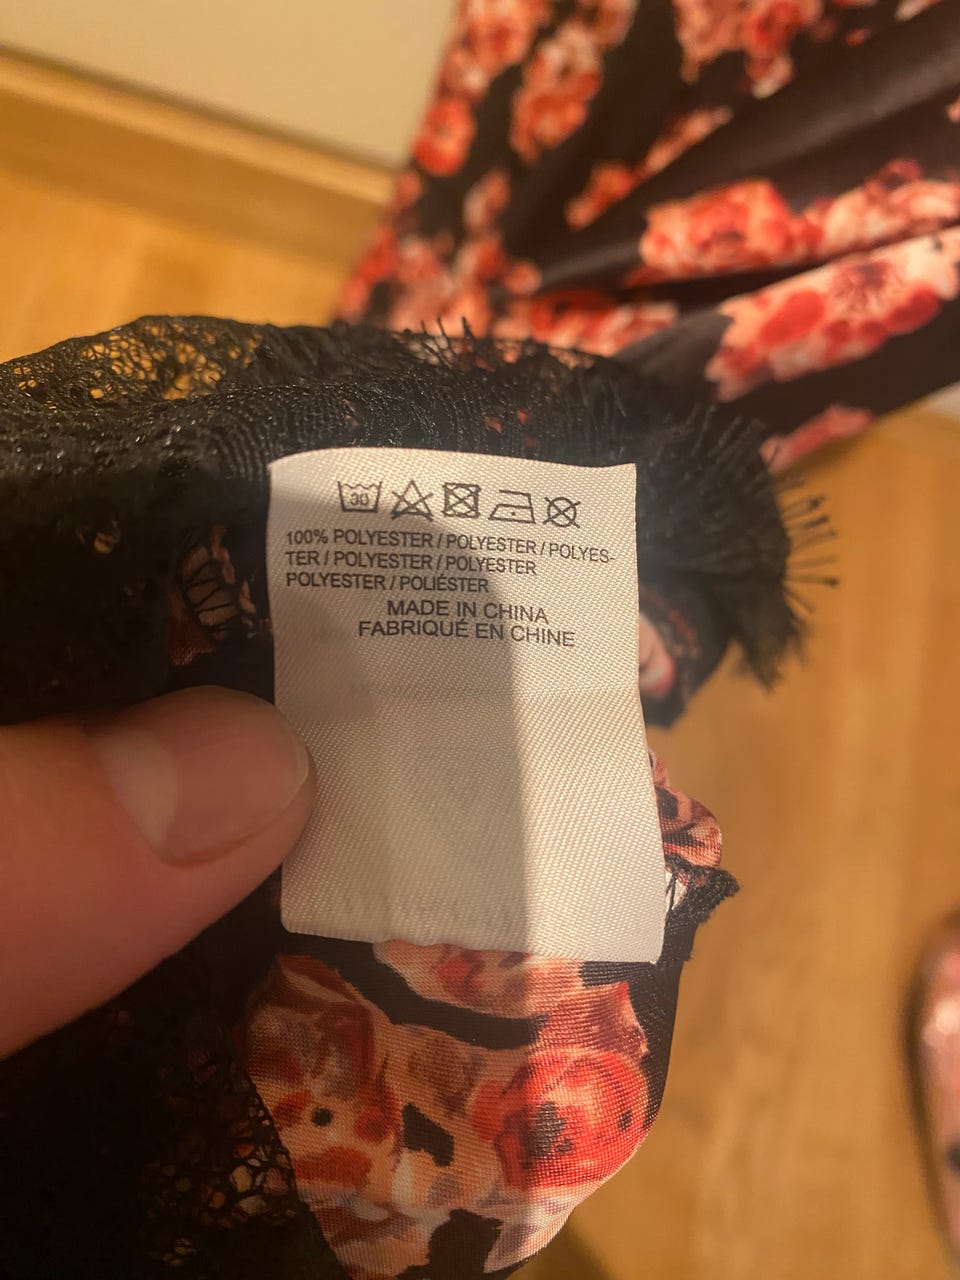 30
100% POLYESTER / POLYESTER / POLYES-
TER / POLYESTER / POLYESTER
POLYESTER / POLIÉSTER
MADE IN CHINA
FABRIQUÉ EN CHINE